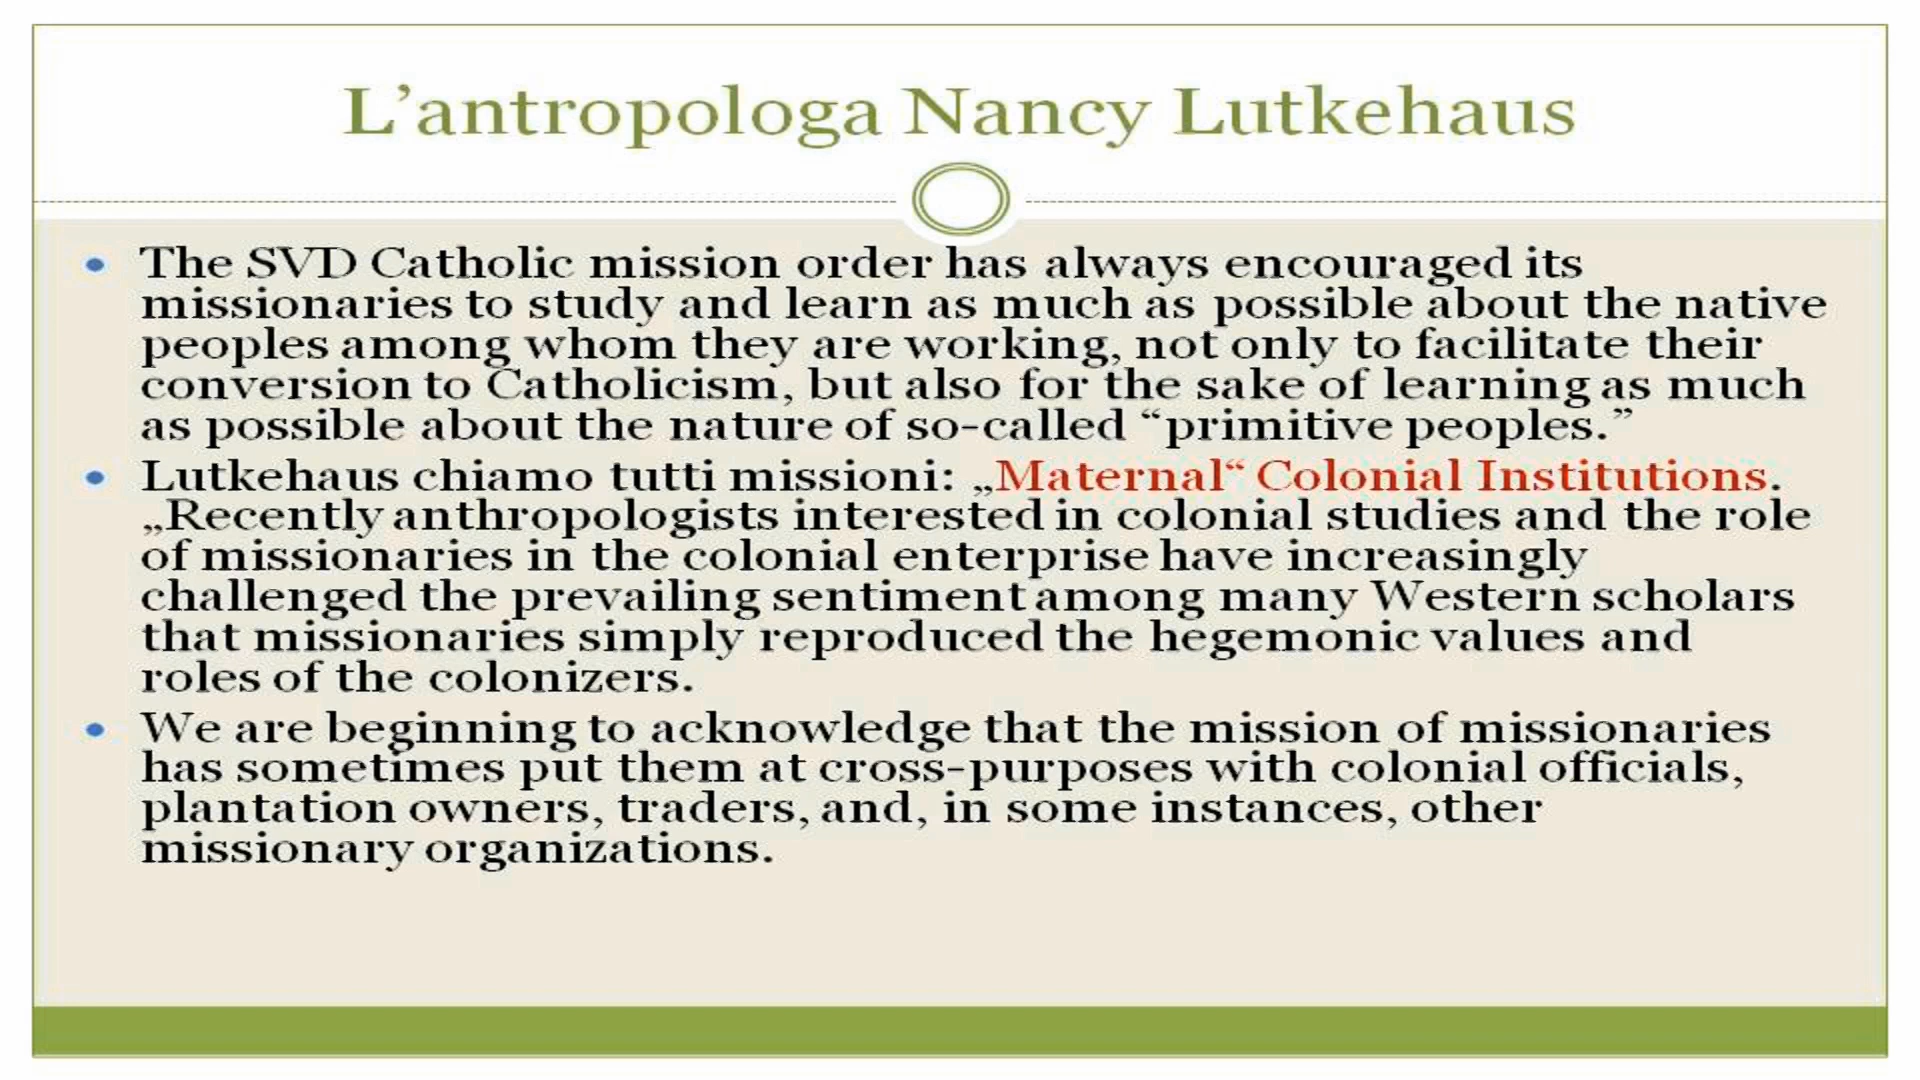 L’antropologa Nancy Lutkehaus
• The SVD Catholic mission order has always encouraged its
missionaries to study and learn as much as possible about the native
peoples among whom they are working, not only to facilitate their
conversion to Catholicism, but also for the sake of learning as much
as possible about the nature of so-called “primitive peoples.”
• Lutkehaus chiamo tutti missioni: „Maternal“ Colonial Institutions.
„Recently anthropologists interested in colonial studies and the role
of missionaries in the colonial enterprise have increasingly
challenged the prevailing sentiment among many Western scholars
that missionaries simply reproduced the hegemonic values and
roles of the colonizers.
• We are beginning to acknowledge that the mission of missionaries
has sometimes put them at cross-purposes with colonial officials,
plantation owners, traders, and, in some instances, other
missionary organizations.